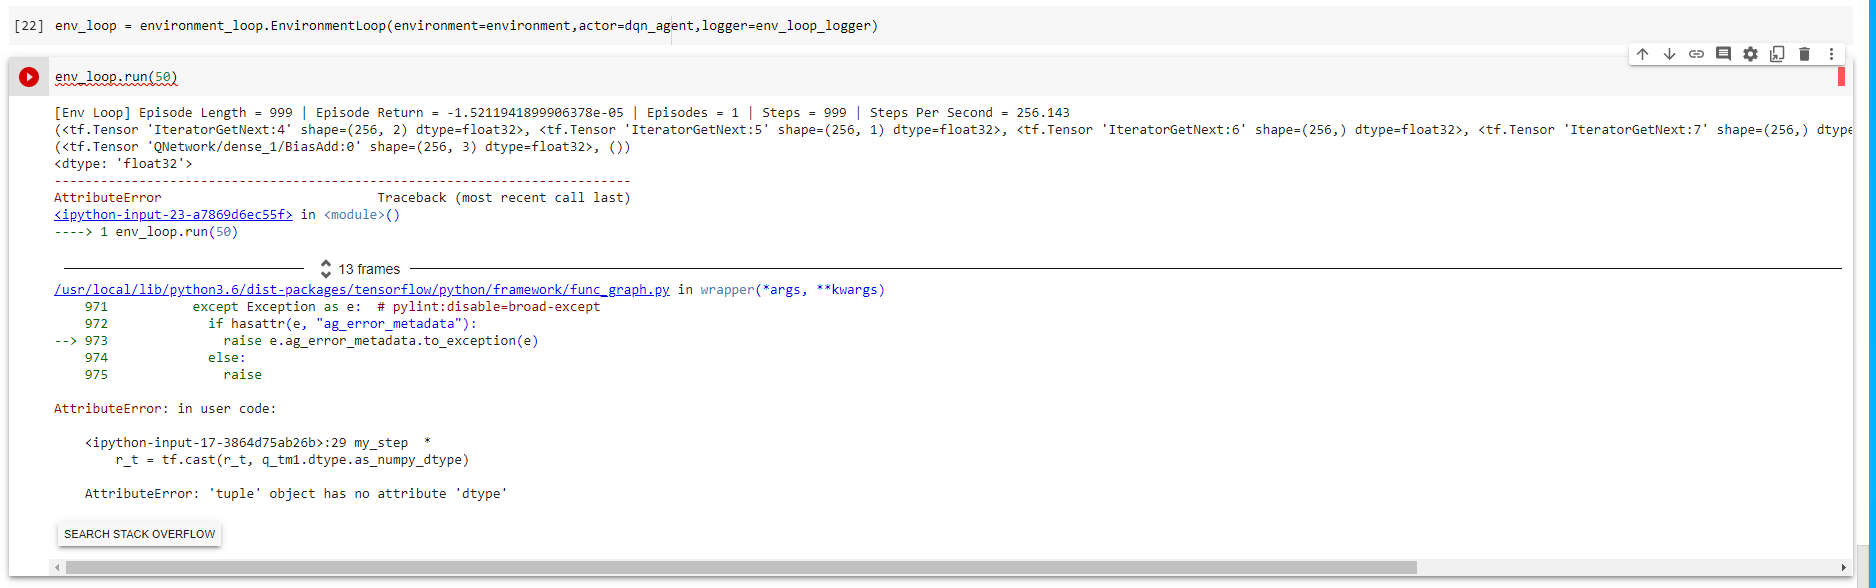 [22] env_loop = environment_loop.EnvironmentLoop(environment=environment,actor=dqn_agent,logger=env_loop_logger)
env_loop.run(50)
[Env Loop] Episode Length = 999 | Episode Return = -1.5211941899906378e-05 | Episodes = 1 | Steps = 999 | Steps Per Second = 256.143
(<tf.Tensor 'IteratorGetNext:4' shape=(256, 2) dtype=float32>, <tf.Tensor 'IteratorGetNext:5' shape=(256, 1) dtype=float32>, <tf.Tensor 'IteratorGetNext:6' shape=(256,) dtype=float32>, <tf.Tensor 'IteratorGetNext:7' shape=(256,) dtype
(<tf.Tensor 'QNetwork/dense_1/BiasAdd:0' shape=(256, 3) dtype=float32>, ())
<dtype: 'float32'>
---------------------------------------------------------------------------
AttributeError                            Traceback (most recent call last)
<ipython-input-23-a7869d6ec55f> in <module>()
----> 1 env_loop.run(50)
13 frames
/usr/local/lib/python3.6/dist-packages/tensorflow/python/framework/func_graph.py in wrapper(*args, **kwargs)
    971           except Exception as e:  # pylint:disable=broad-except
    972             if hasattr(e, "ag_error_metadata"):
--> 973               raise e.ag_error_metadata.to_exception(e)
    974             else:
    975               raise
AttributeError: in user code:
    <ipython-input-17-3864d75ab26b>:29 my_step  *
        r_t = tf.cast(r_t, q_tm1.dtype.as_numpy_dtype)
    AttributeError: 'tuple' object has no attribute 'dtype'
SEARCH STACK OVERFLOW